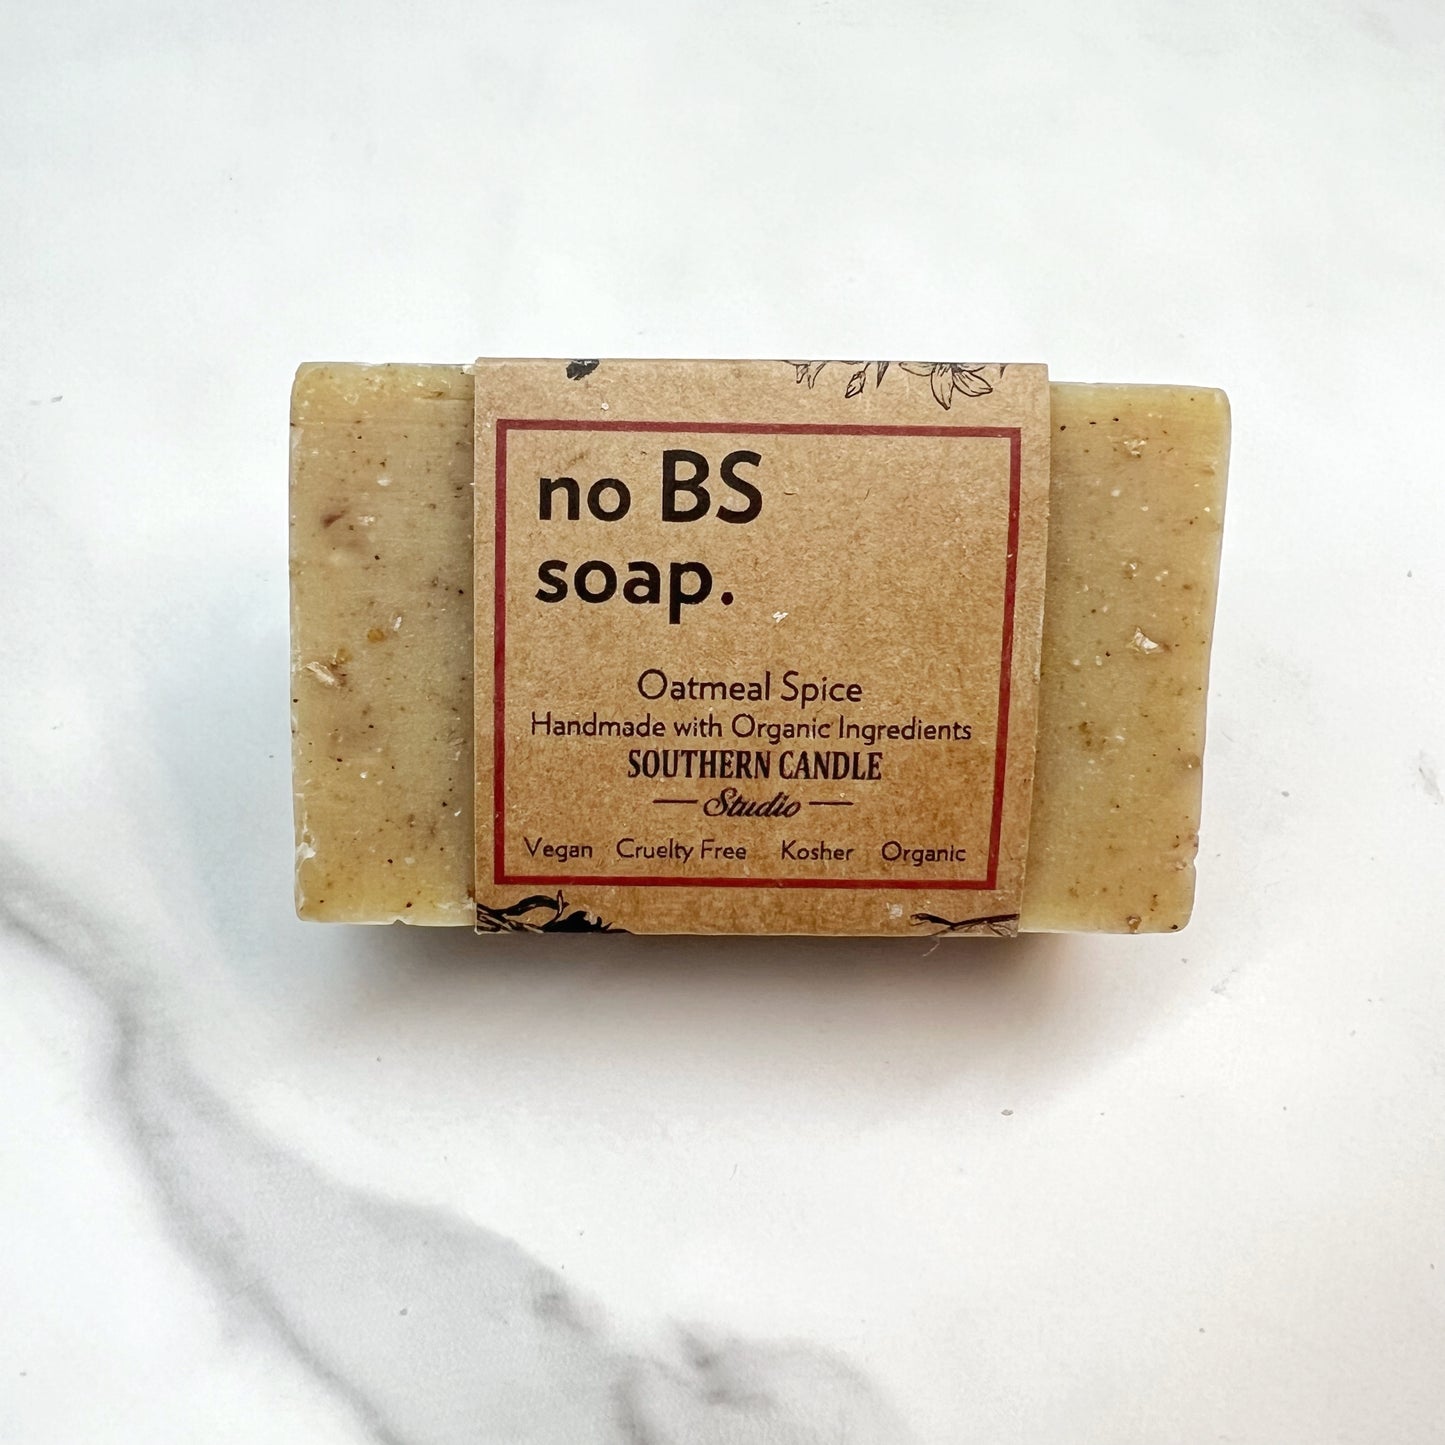 no BS
soap.
Oatmeal Spice
Handmade with Organic Ingredients
SOUTHERN CANDLE
Studio
Vegan Cruelty Free Kosher Organic